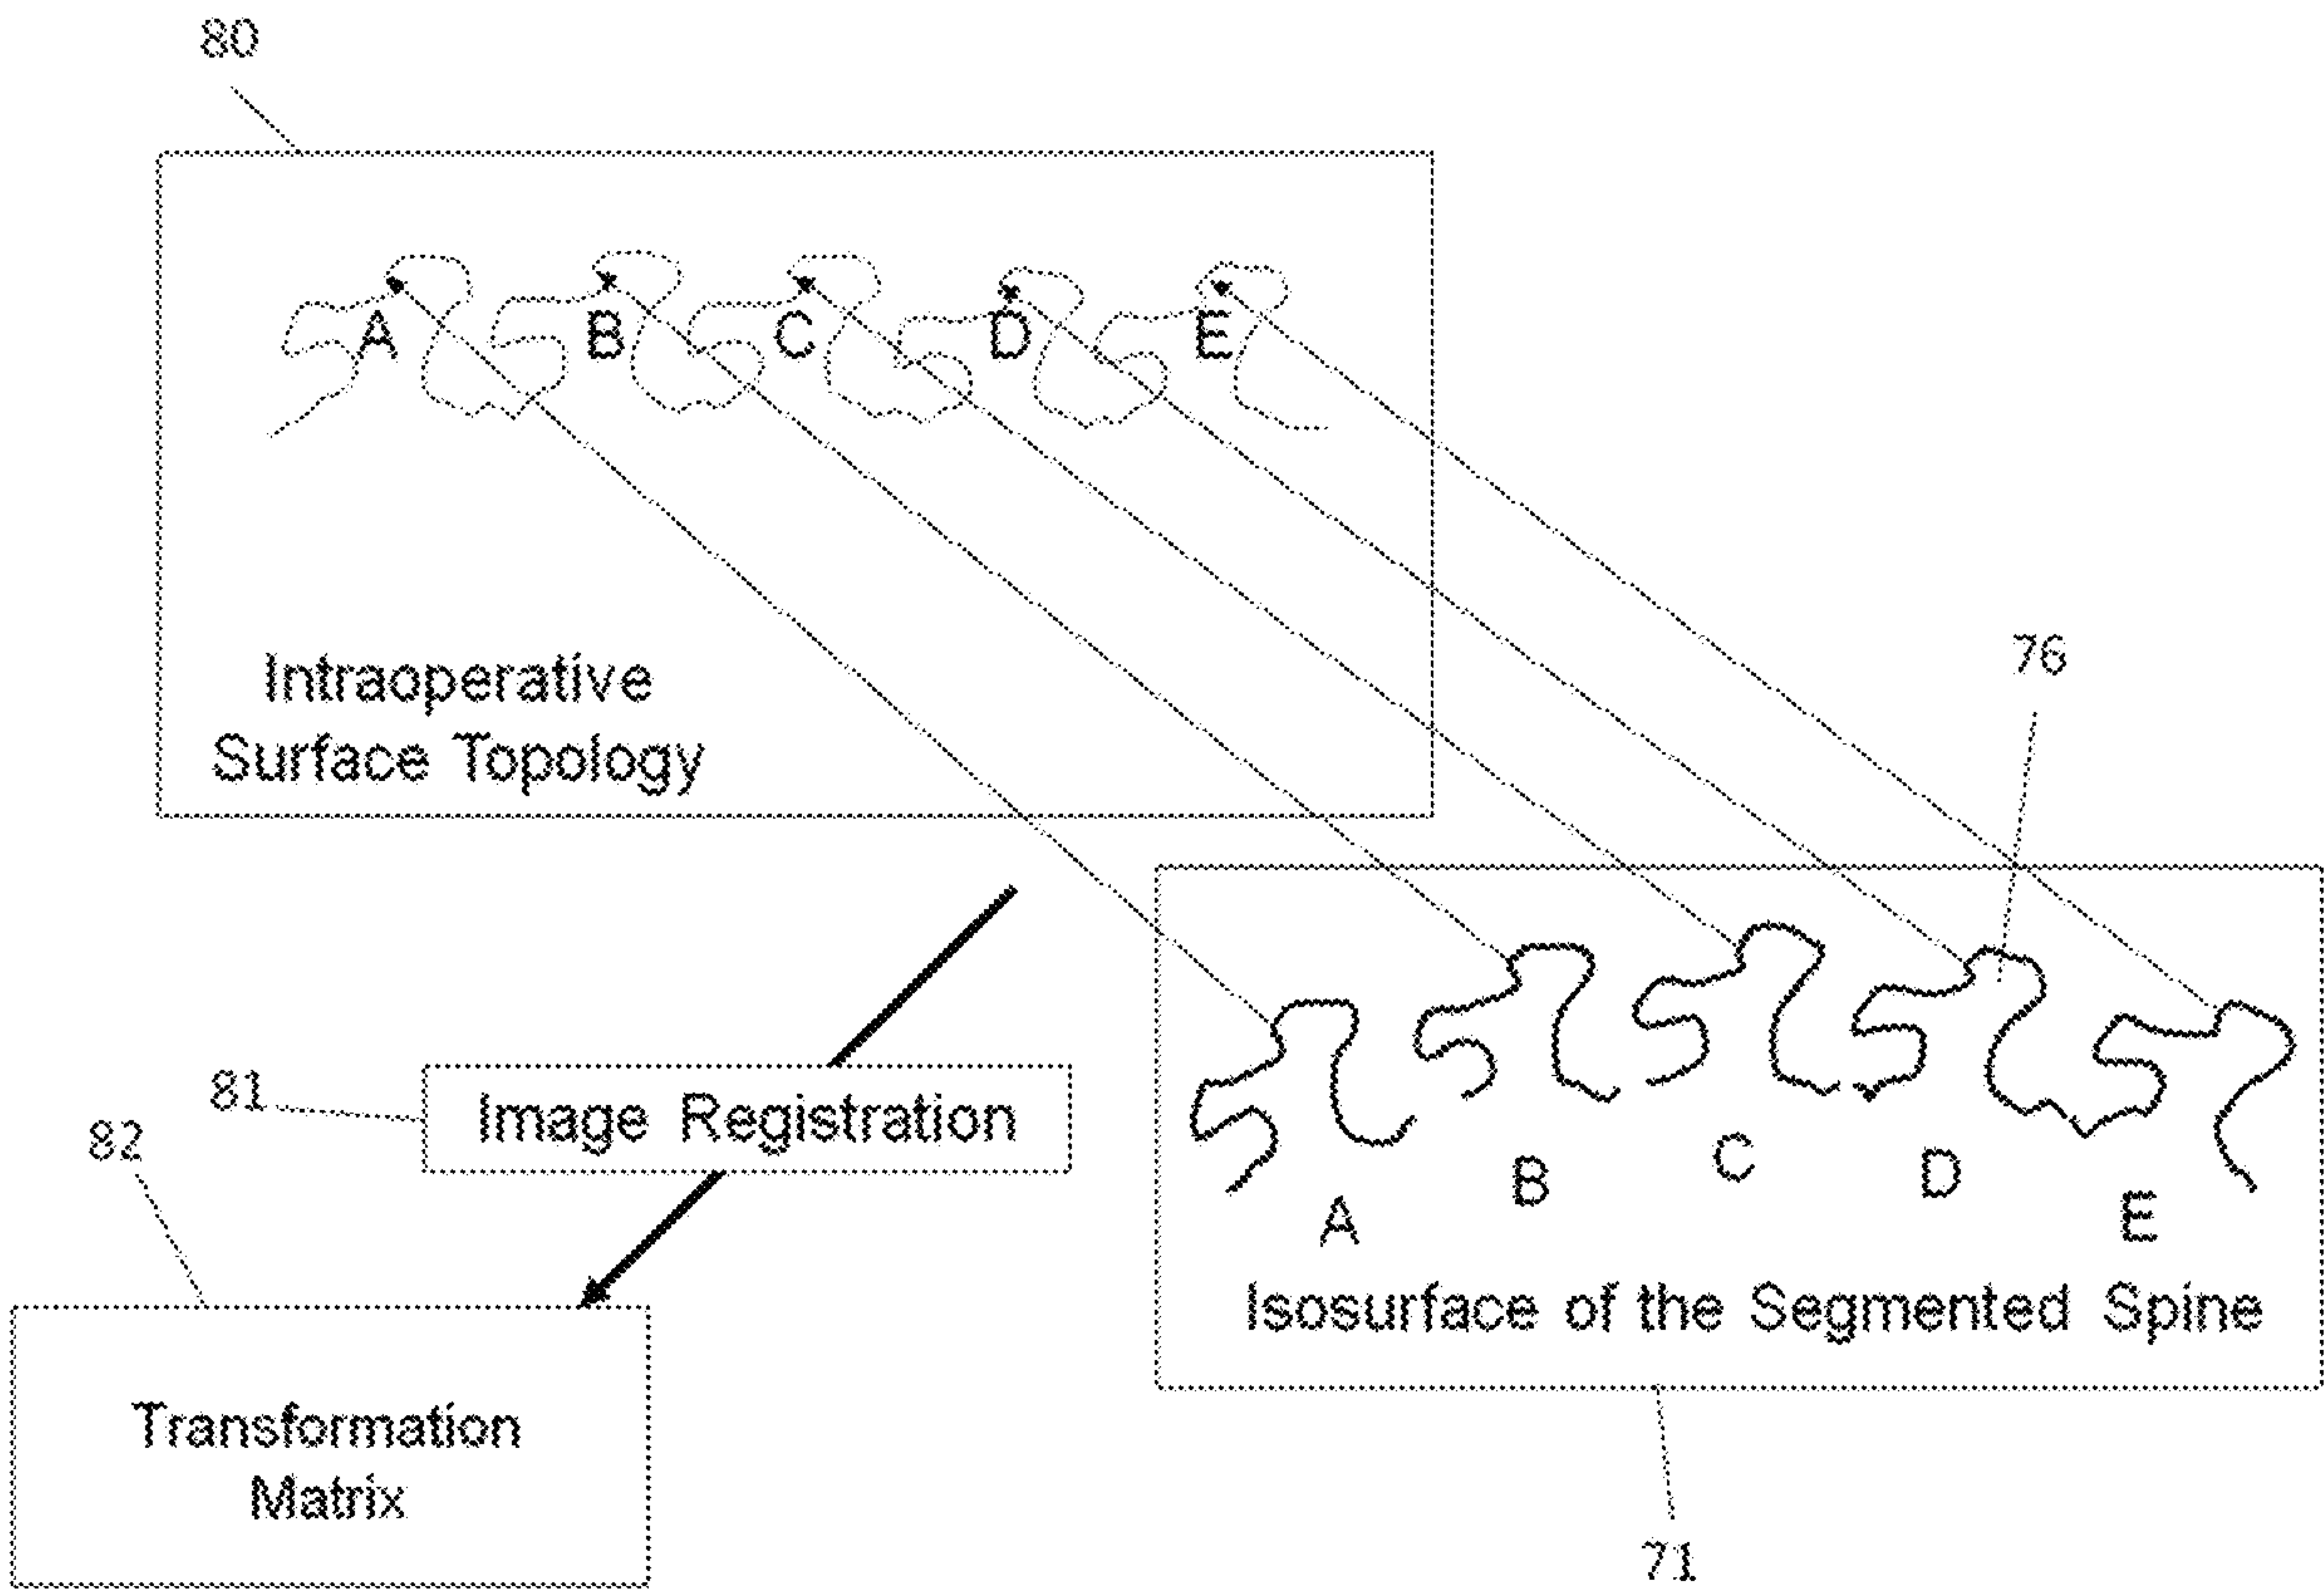 80
A B C D E
Intraoperative
Surface Topology
76
81
Image Registration
82
A B C D E
Isosurface of the Segmented Spine
Transformation
Matrix
71